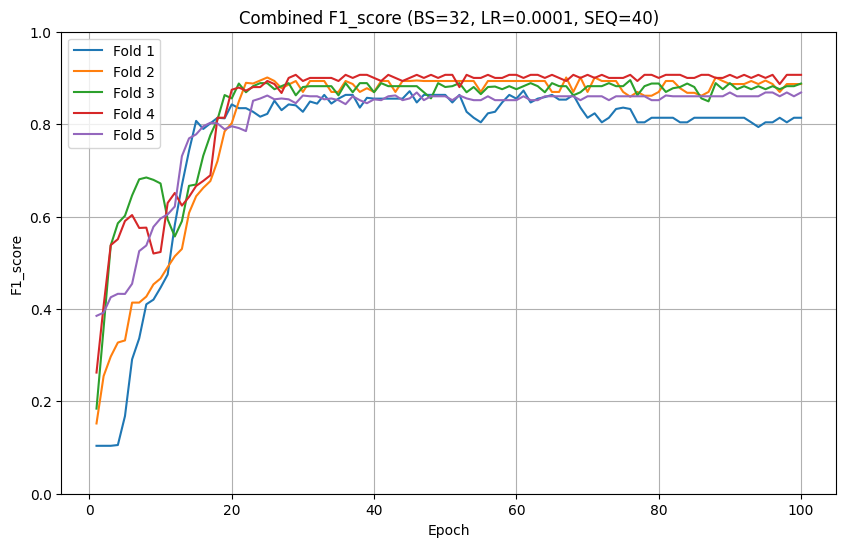 Combined F1_score (BS=32, LR=0.0001, SEQ=40)
Fold 1
Fold 2
Fold 3
Fold 4
Fold 5
1.0
0.8
0.6
0.4
0.2
0.0
F1_score
0 20 40 60 80 100
Epoch